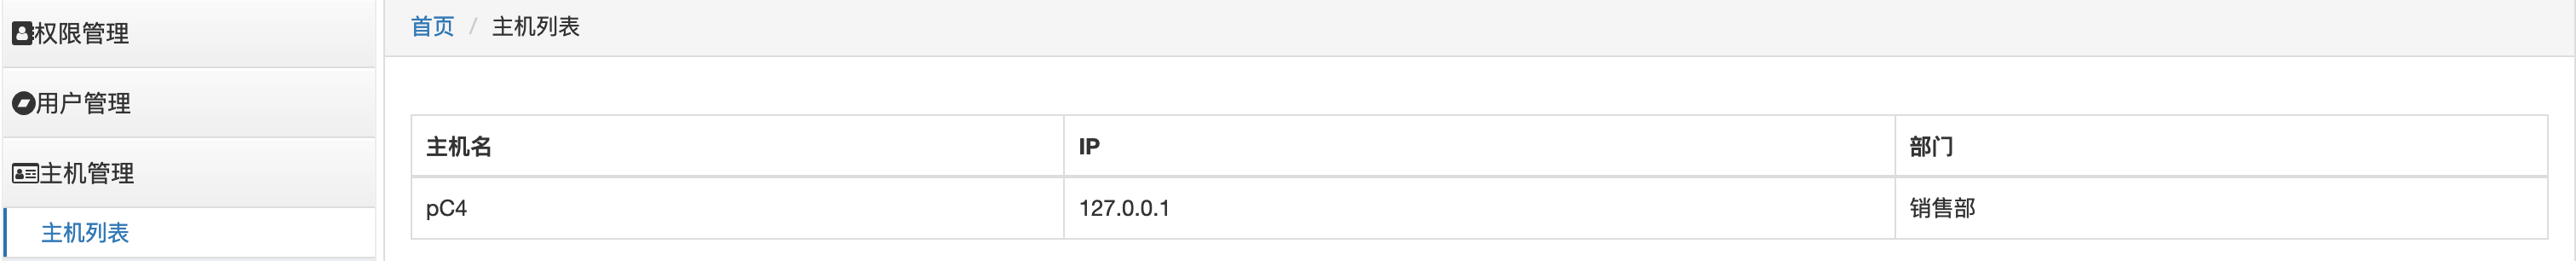 权限管理
用户管理
主机管理
主机列表
首页 / 主机列表
主机名 IP 部门
pC4 127.0.0.1 销售部